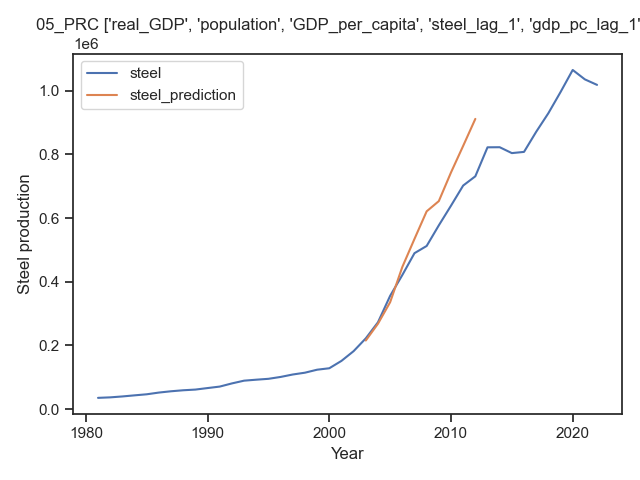 05_PRC ['real_GDP', 'population', 'GDP_per_capita', 'steel_lag_1', 'gdp_pc_lag_1'
1e6
steel
steel_prediction
1.0
0.8
0.6
0.4
0.2
0.0
Steel production
1980
1990
2000
2010
2020
Year